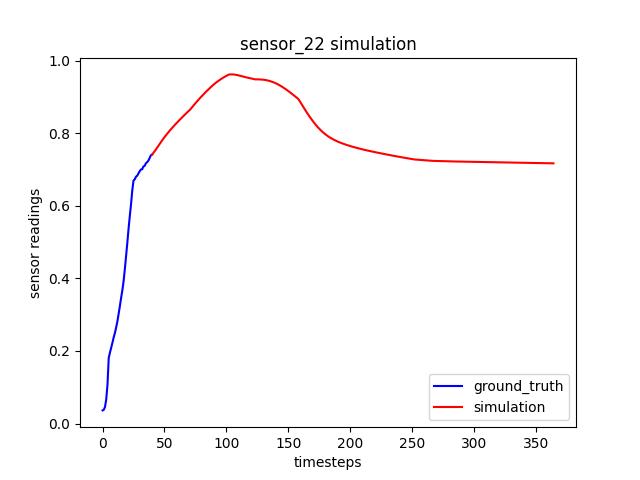 sensor_22 simulation
1.0
0.8
0.6
0.4
0.2
0.0
sensor readings
0 50 100 150 200 250 300 350
timesteps
ground_truth
simulation